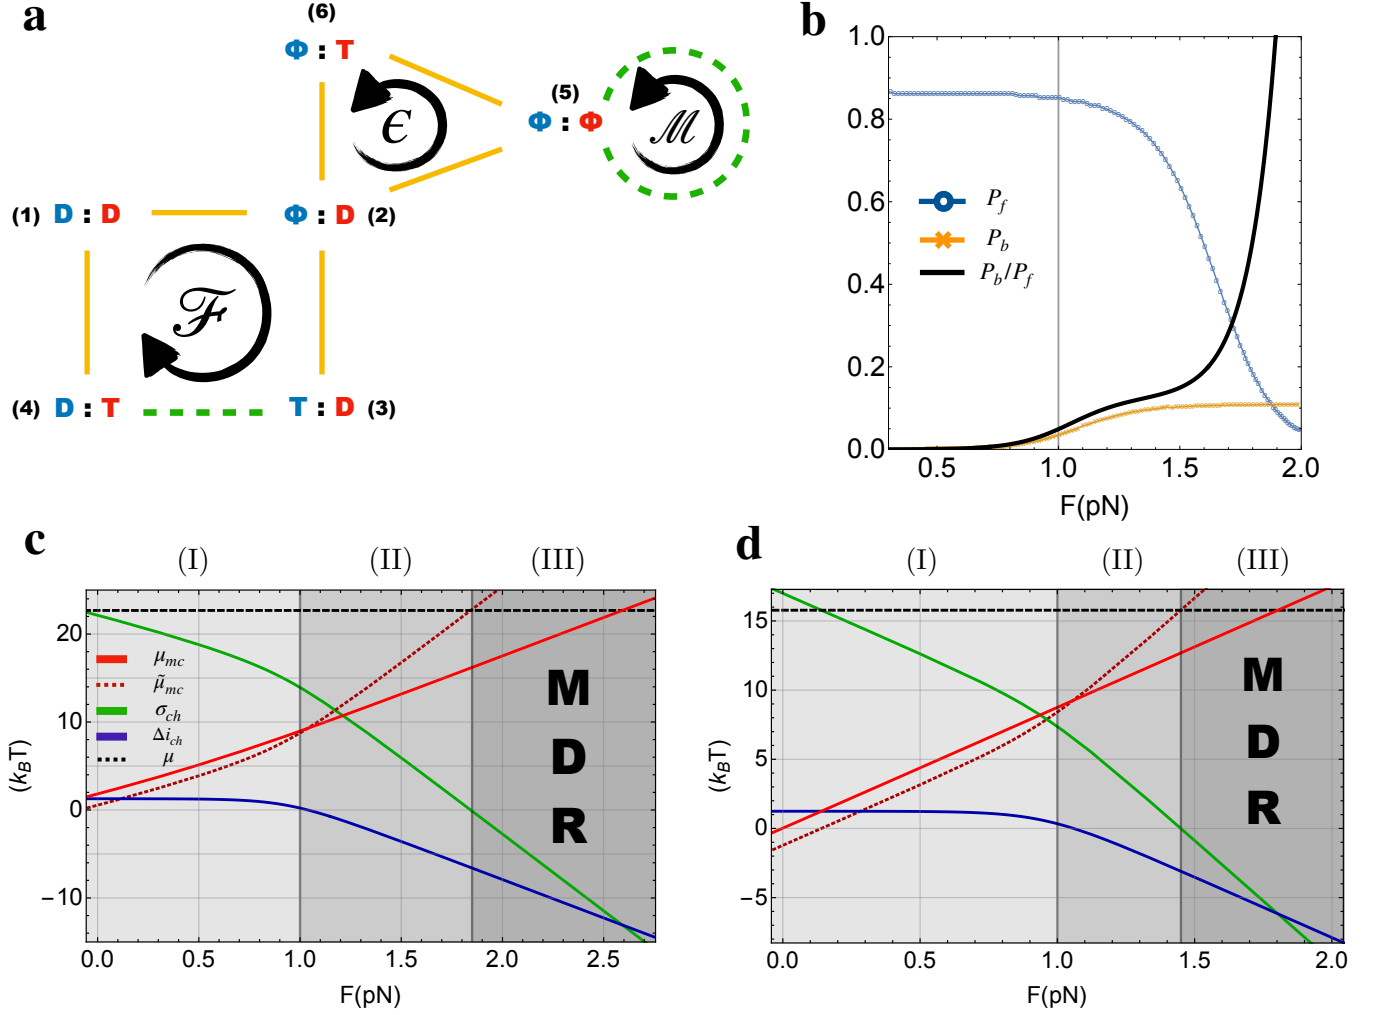 a
(6)
Φ : T
(5)
Φ : Φ
ϵ
ℳ
(1) D : D
Φ : D (2)
ℱ
(4) D : T
T : D (3)
b
1.0
0.8
0.6
0.4
0.2
0.0
P_f
P_b
P_b/P_f
0.5 1.0 1.5 2.0
F(pN)
c
(I) (II) (III)
20
10
0
−10
(k_BT)
μ_mc
μ̃_mc
σ_ch
Δi_ch
μ
M
D
R
0.0 0.5 1.0 1.5 2.0 2.5
F(pN)
d
(I) (II) (III)
15
10
5
0
−5
(k_BT)
M
D
R
0.0 0.5 1.0 1.5 2.0
F(pN)